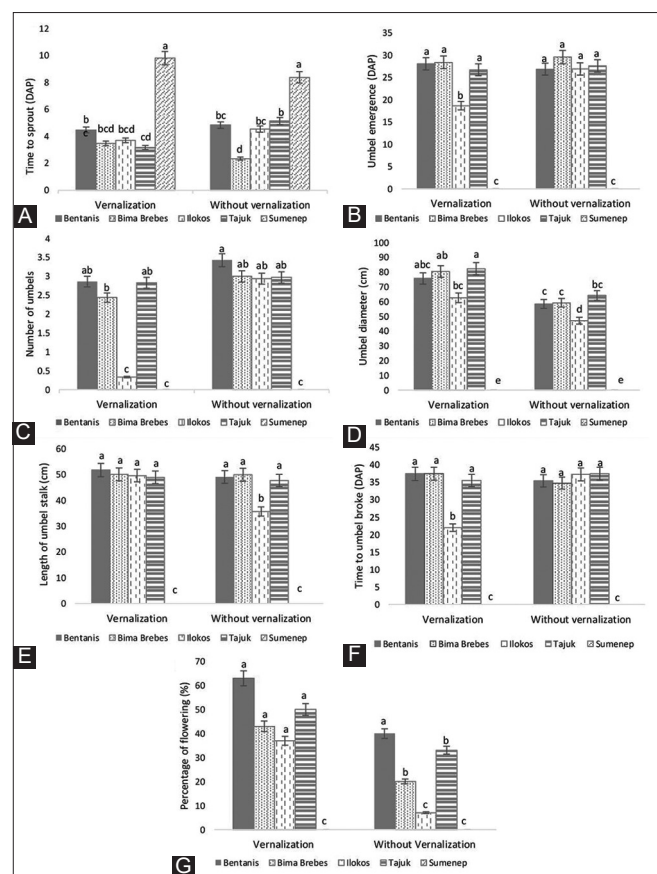 12
10
8
6
4
2
0
Time to sprout (DAP)
b
c
bcd
bcd
cd
a
bc
d
bc
b
a
Vernalization
Without vernalization
A
Bentanis Bima Brebes Ilokos Tajuk Sumenep
35
30
25
20
15
10
5
0
Umbel emergence (DAP)
a a b a c
a a a a c
Vernalization Without vernalization
B
Bentanis Bima Brebes Ilokos Tajuk Sumenep
4
3.5
3
2.5
2
1.5
1
0.5
0
Number of umbels
ab b c ab c
a ab ab ab c
Vernalization Without vernalization
C
Bentanis Bima Brebes Ilokos Tajuk Sumenep
90
80
70
60
50
40
30
20
10
0
Umbel diameter (cm)
abc ab bc a e
c c d bc e
Vernalization Without vernalization
D
Bentanis Bima Brebes Ilokos Tajuk Sumenep
60
50
40
30
20
10
0
Length of umbel stalk (cm)
a a a a c
a a b a c
Vernalization Without vernalization
E
Bentanis Bima Brebes Ilokos Tajuk Sumenep
40
35
30
25
20
15
10
5
0
Time to umbel broke (DAP)
a a b a c
a a a a c
Vernalization Without vernalization
F
Bentanis Bima Brebes Ilokos Tajuk Sumenep
70
60
50
40
30
20
10
0
Percentage of flowering (%)
a a a a c
a b c b c
Vernalization Without Vernalization
G
Bentanis Bima Brebes Ilokos Tajuk Sumenep